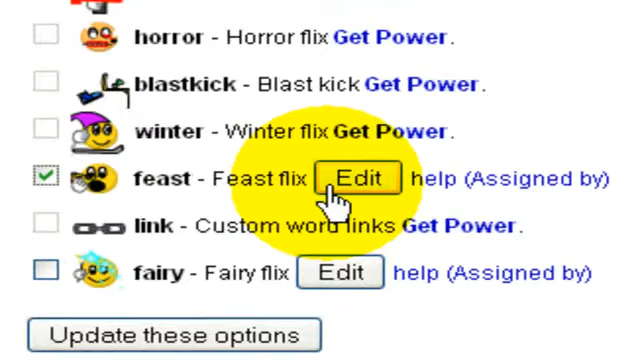 horror - Horror flix Get Power.
blastkick - Blast kick Get Power.
winter - Winter flix Get Power.
feast - Feast flix Edit help (Assigned by)
link - Custom word links Get Power.
fairy - Fairy flix Edit help (Assigned by)
Update these options